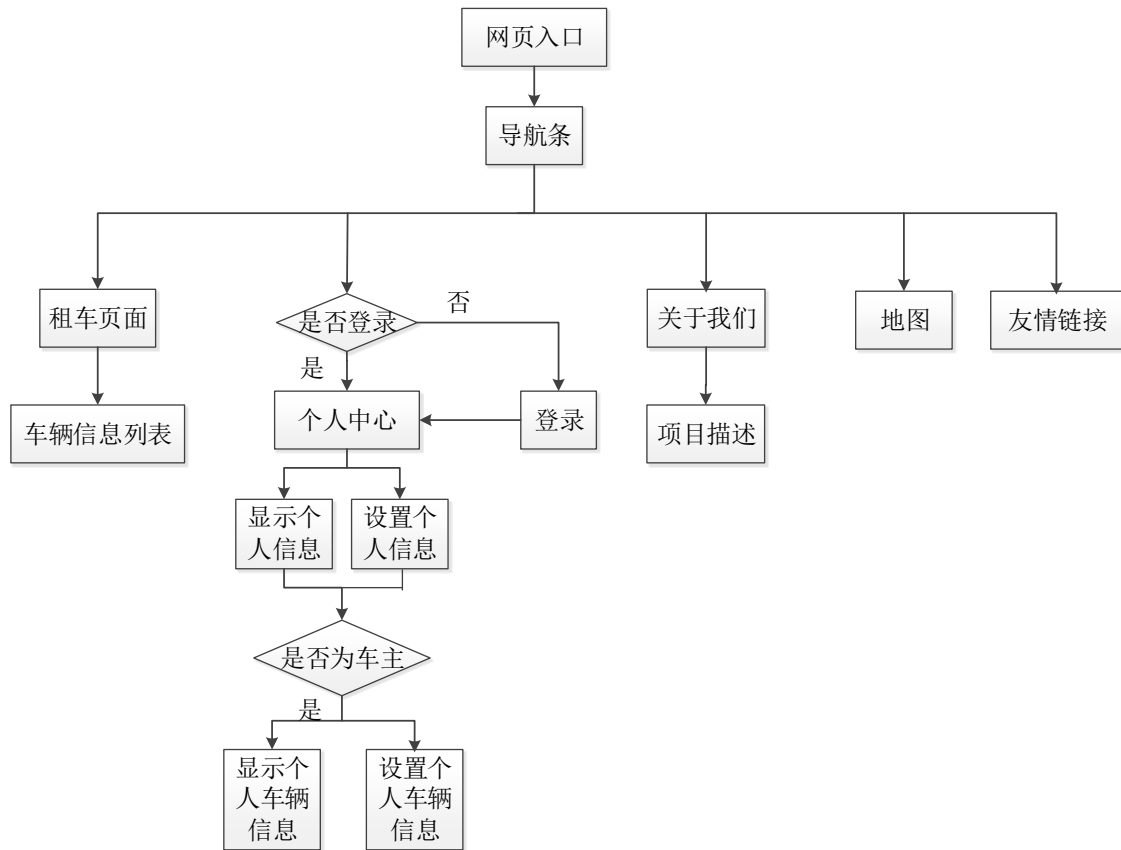 网页入口
导航条
租车页面
是否登录
否
关于我们
地图
友情链接
是
车辆信息列表
个人中心
登录
项目描述
显示个
人信息
设置个
人信息
是否为车主
是
显示个
人车辆
信息
设置个
人车辆
信息